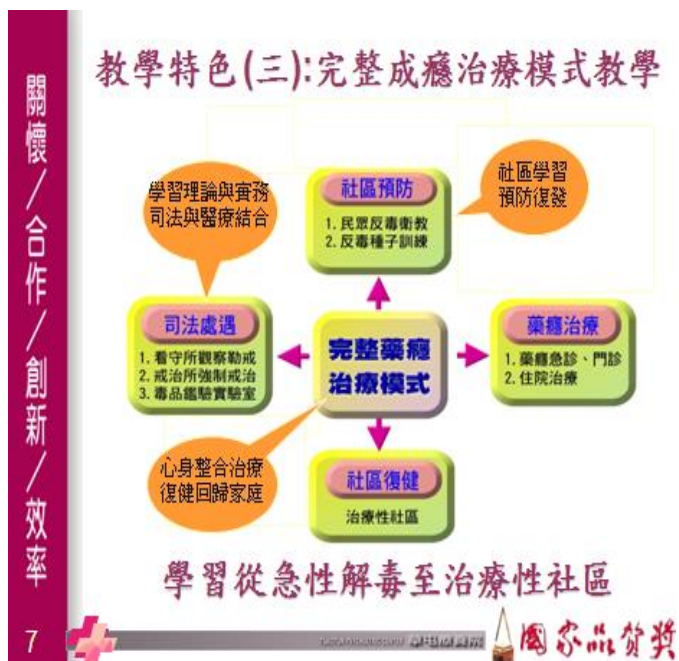 教學特色(三):完整成癮治療模式教學
關懷/合作/創新/效率
學習理論與實務
司法與醫療結合
社區預防
1. 民眾反毒衛教
2. 反毒種子訓練
社區學習
預防復發
司法處遇
1. 看守所觀察勒戒
2. 戒治所強制戒治
3. 毒品鑑驗實驗室
完整藥癮
治療模式
藥癮治療
1. 藥癮急診、門診
2. 住院治療
心身整合治療
復健回歸家庭
社區復健
治療性社區
學習從急性解毒至治療性社區
7
國家品質獎